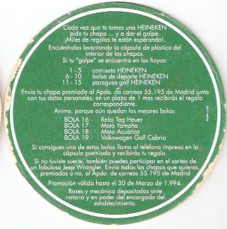 Cada vez que te tomes una HEINEKEN
pide tu chapa ... y a dar el golpe.
¡Miles de regalos te están esperando!.
Encuéntralos levantando la cápsula de plástico del
interior de las chapas.
Si tu "golpe" se encuentra en las hoyos:
1 - 5 camiseta HEINEKEN
6 - 10 bolsa de deporte HEINEKEN
11 - 15 paraguas golf HEINEKEN
Envía tu chapa premiada al Apdo. de correos 55.195 de Madrid junto
con tus datos personales, en un plazo de 1 mes recibirás el regalo
correspondiente.
Animo, porque aún quedan las mejores bolas:
BOLA 16 - Reloj Tag Heuer
BOLA 17 - Moto Yamaha
BOLA 18 - Moto Acuática
BOLA 19 - Volkswagen Golf Cabrio
Si consigues una de estas bolas llama al teléfono impreso en la
cápsula premiada y recibirás tu regalo.
Si no tuviste suerte, también puedes participar en el sorteo de
un fabuloso Jeep Wrangler. Envía todas las chapas que quieras,
premiadas o no, al Apdo. de correos 55.195 de Madrid.
Promoción válida hasta el 30 de Marzo de 1.994.
Bases y mecánica depositadas ante
notario y en poder del encargado del
establecimiento.